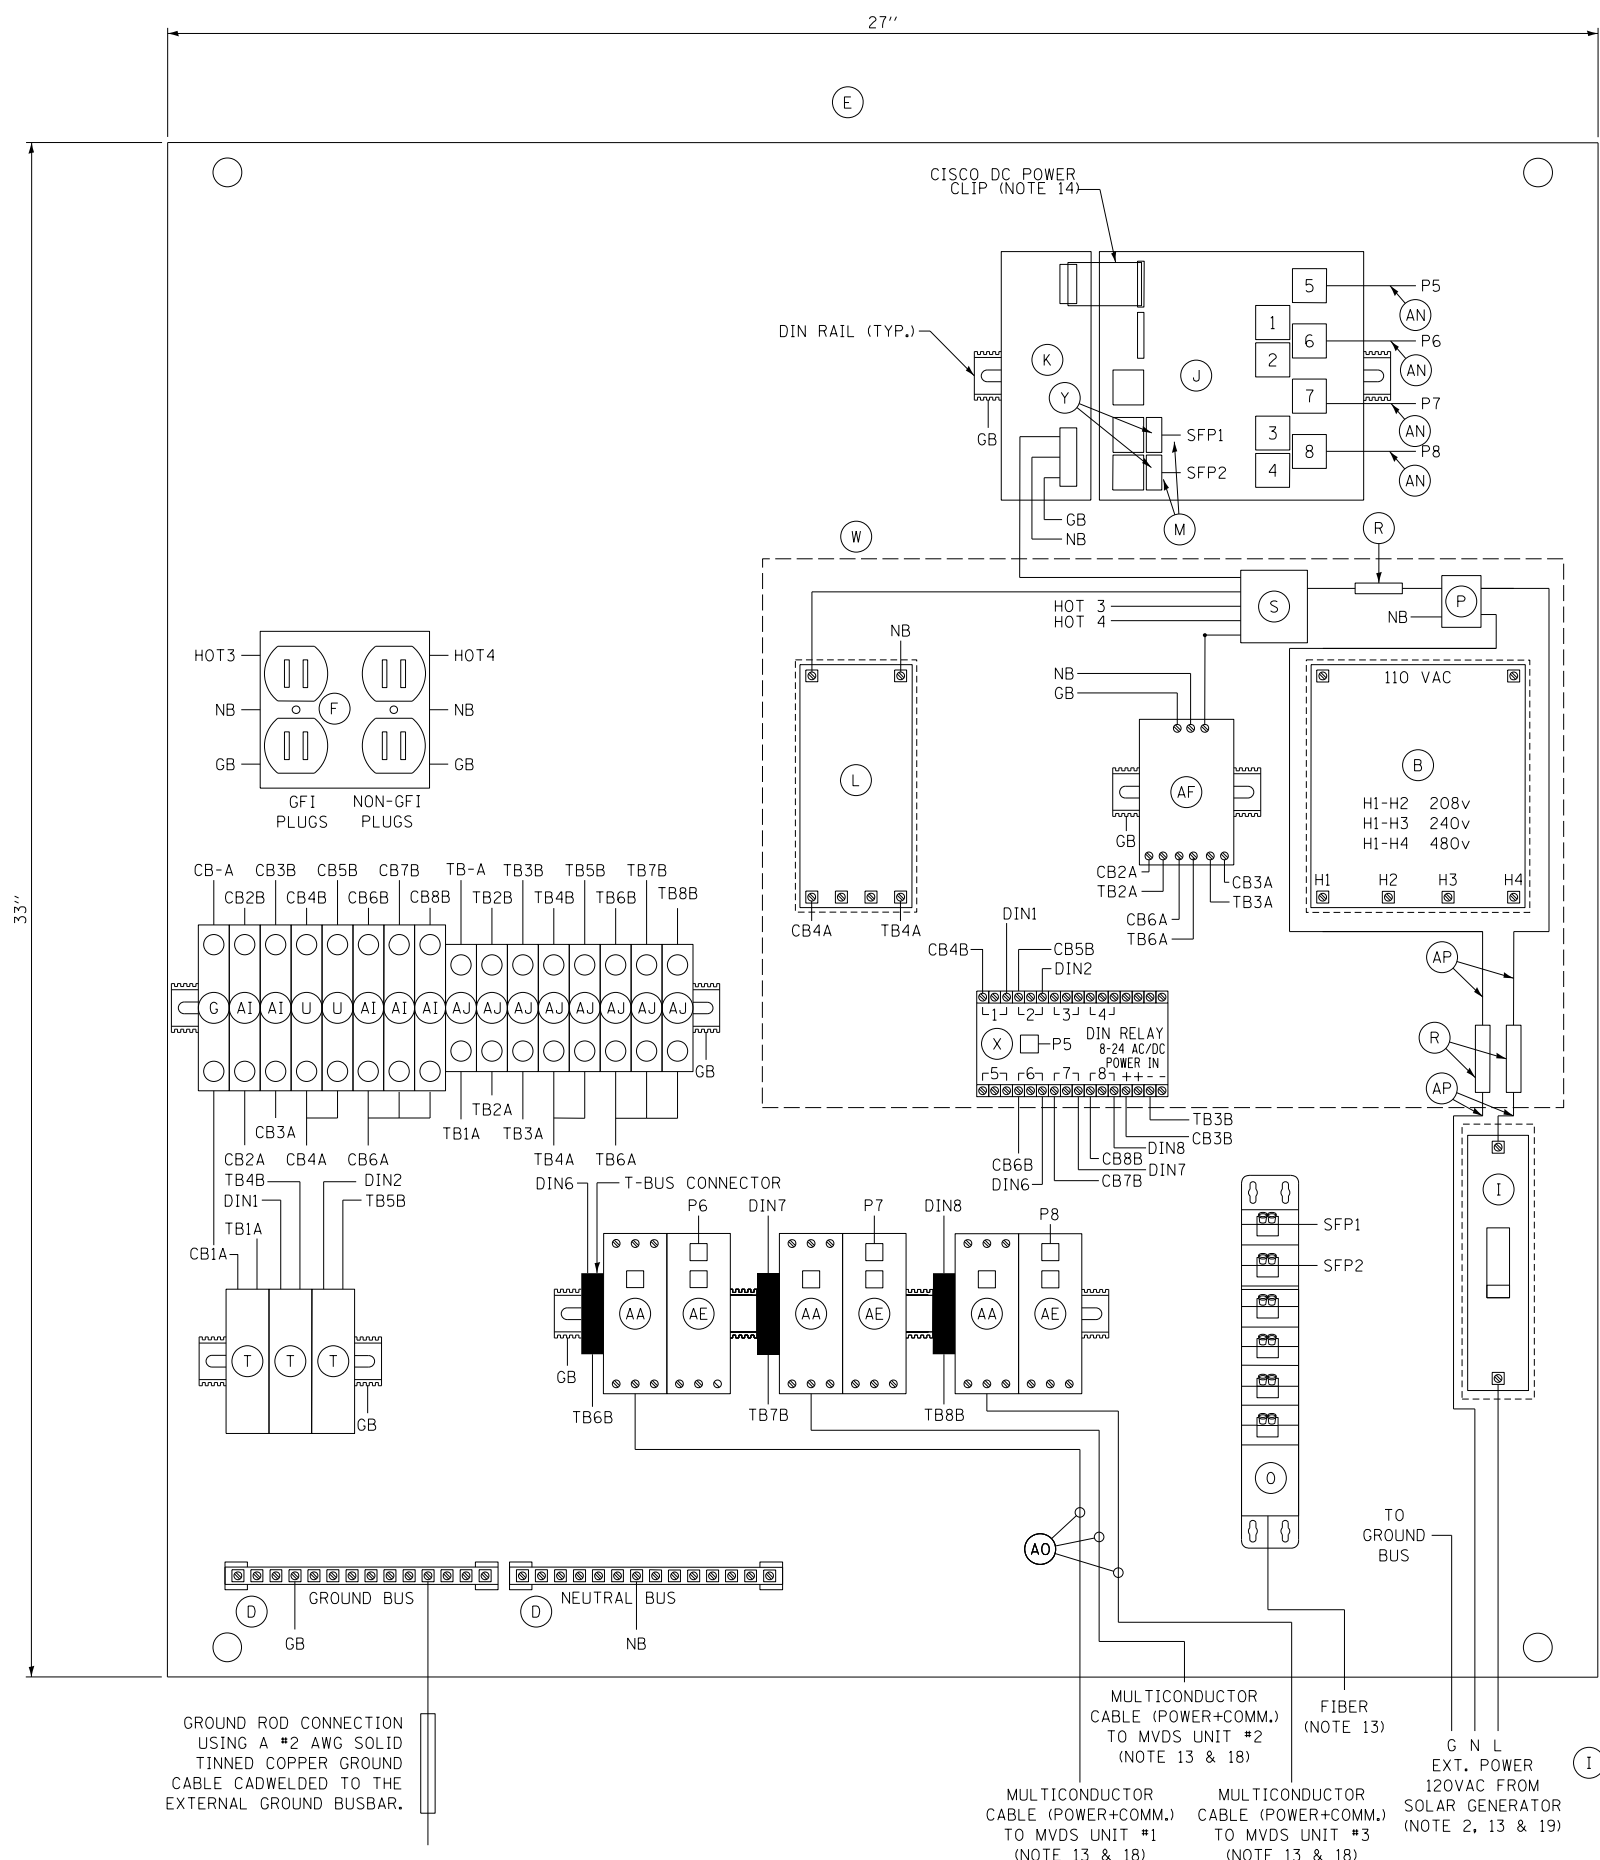 27″
E
CISCO DC POWER
CLIP (NOTE 14)
5
P5
AN
1
6
P6
AN
2
DIN RAIL (TYP.)
K
J
Y
7
P7
AN
3
8
P8
AN
4
GB
SFP1
SFP2
M
GB
NB
W
R
S
P
HOT 3
HOT 4
NB
NB
HOT3
HOT4
NB
F
NB
GB
GB
GFI
PLUGS
NON-GFI
PLUGS
L
CB4A
TB4A
NB
GB
AF
GB
CB2A
TB2A
CB6A
TB6A
CB3A
TB3A
110 VAC
B
H1-H2 208v
H1-H3 240v
H1-H4 480v
H1
H2
H3
H4
33″
CB-A
CB3B
CB5B
CB7B
TB-A
TB3B
TB5B
TB7B
CB2B
CB4B
CB6B
CB8B
TB2B
TB4B
TB6B
TB8B
G
AI
AI
U
U
AI
AI
AI
AJ
AJ
AJ
AJ
AJ
AJ
AJ
AJ
GB
TB2A
CB3A
TB1A
TB3A
CB2A
CB4A
CB6A
TB4A
TB6A
DIN1
CB4B
CB5B
DIN2
1
2
3
4
DIN RELAY
8-24 AC/DC
POWER IN
X
P5
5
6
7
8
++--
TB3B
CB3B
DIN8
CB6B
CB8B
DIN7
DIN6
CB7B
AP
R
AP
TB4B
DIN2
DIN1
TB5B
TB1A
CB1A
T
T
T
GB
DIN6
T-BUS CONNECTOR
P6
DIN7
P7
DIN8
P8
AA
AE
AA
AE
AA
AE
GB
TB6B
TB7B
TB8B
SFP1
SFP2
O
I
AO
TO
GROUND
BUS
GROUND BUS
NEUTRAL BUS
D
D
GB
NB
GROUND ROD CONNECTION
USING A #2 AWG SOLID
TINNED COPPER GROUND
CABLE CADWELDED TO THE
EXTERNAL GROUND BUSBAR.
MULTICONDUCTOR
CABLE (POWER+COMM.)
TO MVDS UNIT #2
(NOTE 13 & 18)
FIBER
(NOTE 13)
G N L
EXT. POWER
120VAC FROM
SOLAR GENERATOR
(NOTE 2, 13 & 19)
I
MULTICONDUCTOR
CABLE (POWER+COMM.)
TO MVDS UNIT #1
(NOTE 13 & 18)
MULTICONDUCTOR
CABLE (POWER+COMM.)
TO MVDS UNIT #3
(NOTE 13 & 18)